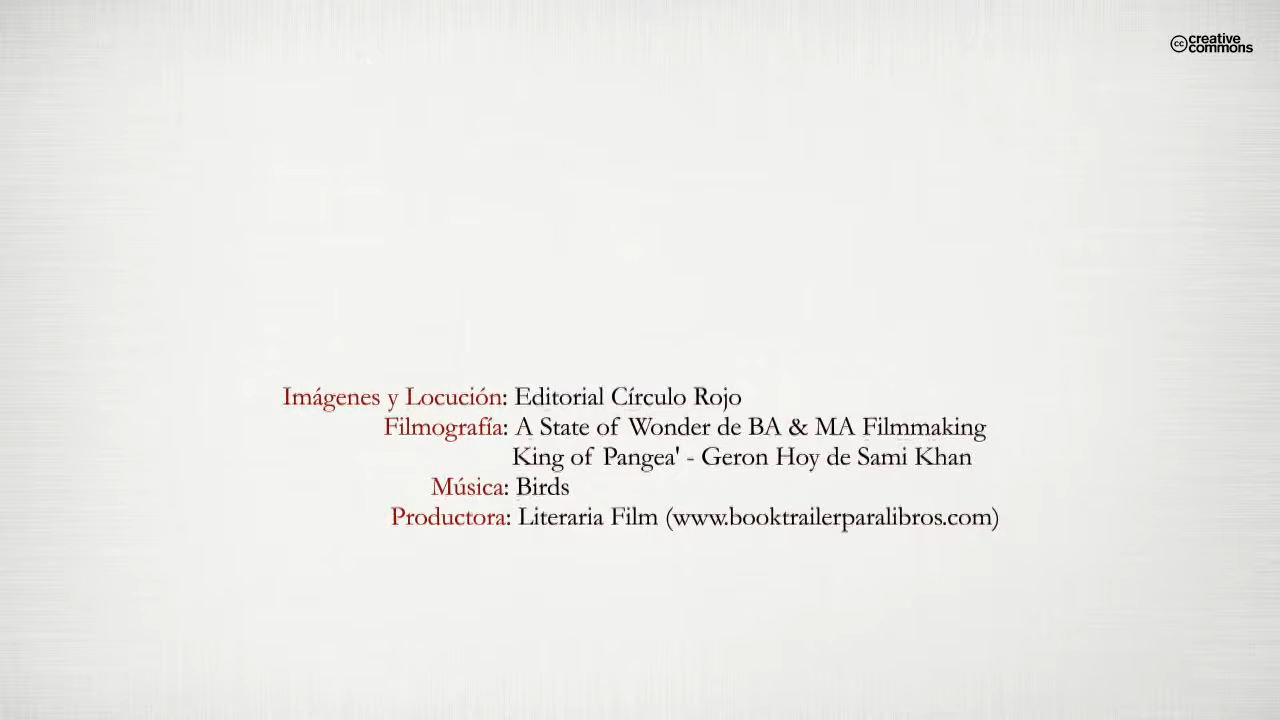 cc creative
commons
Imágenes y Locución: Editorial Círculo Rojo
Filmografía: A State of Wonder de BA & MA Filmmaking
King of Pangea' - Geron Hoy de Sami Khan
Música: Birds
Productora: Literaria Film (www.booktrailerparalibros.com)